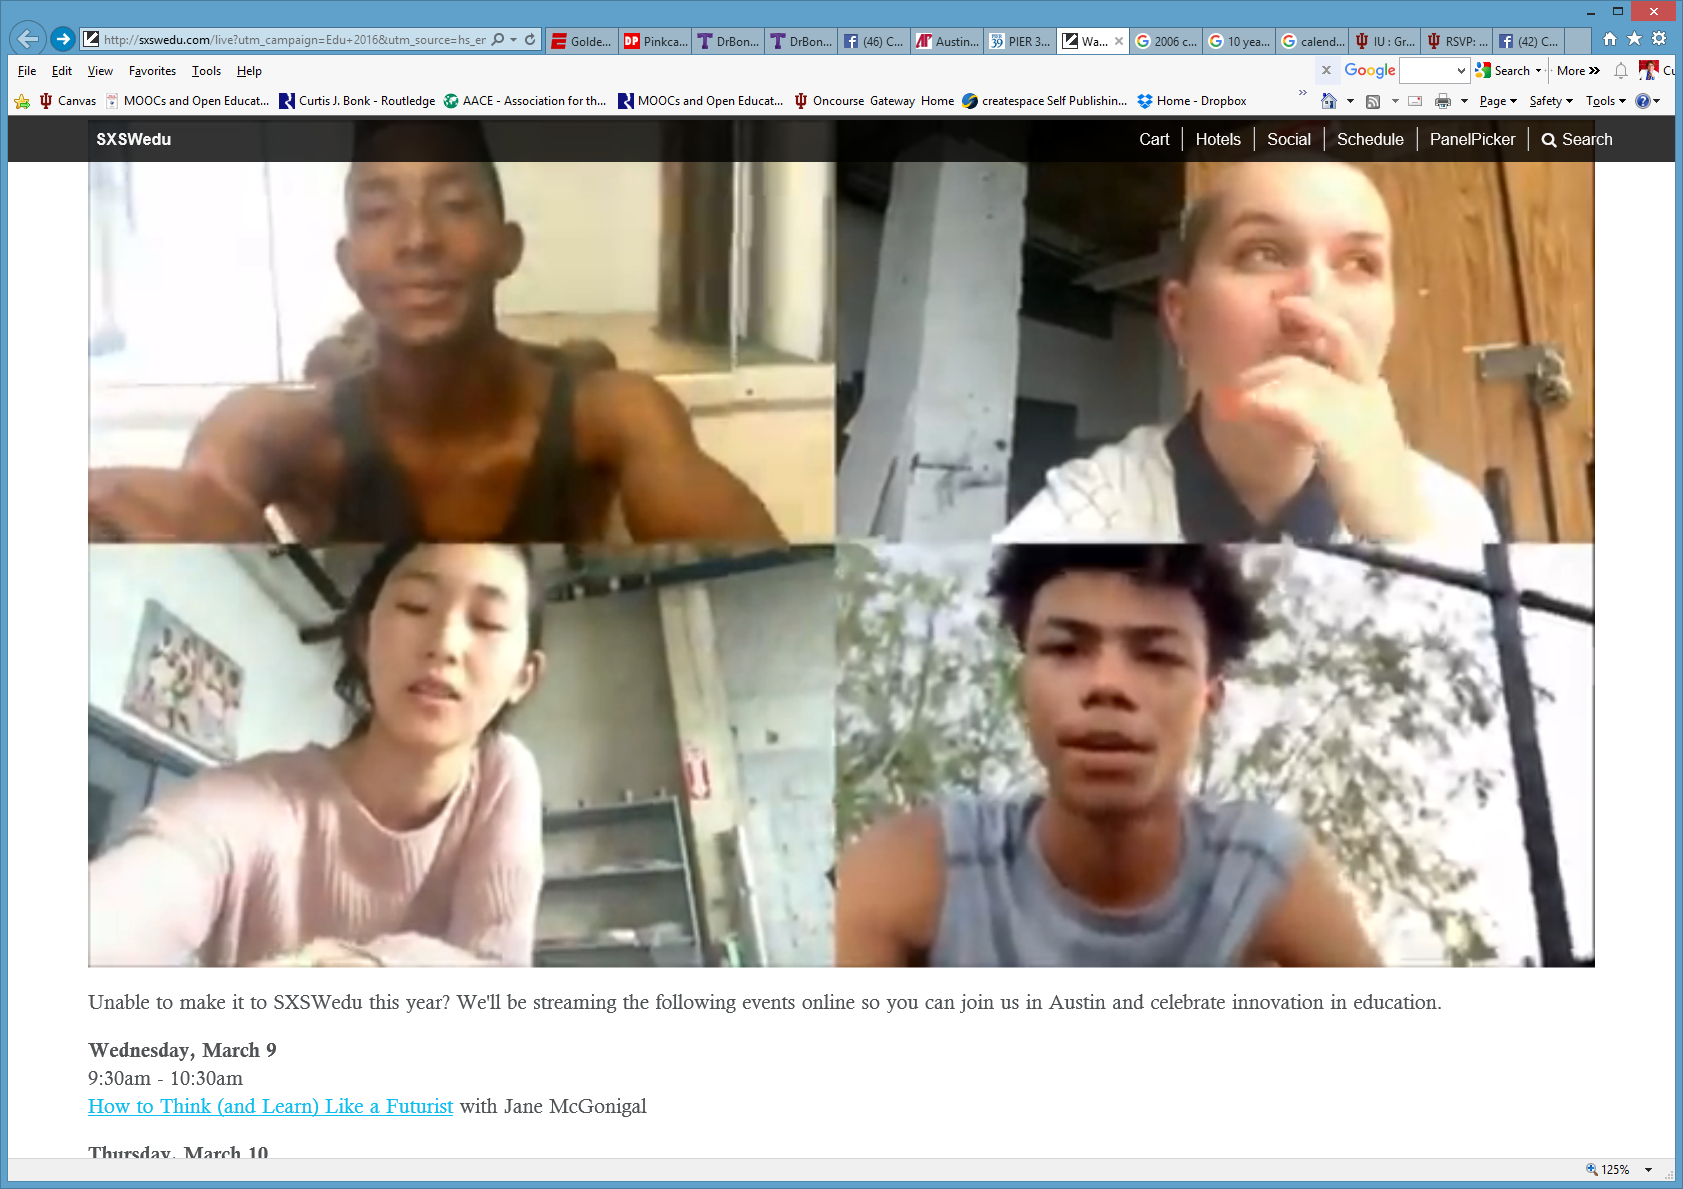 http://sxswedu.com/live?utm_campaign=Edu+2016&utm_source=hs_er
Golde...
Pinkca...
DrBon...
DrBon...
(46) C...
Austin...
PIER 3...
Wa...
2006 c...
10 yea...
calend...
IU : Gr...
RSVP: ...
(42) C...
File Edit View Favorites Tools Help
x Google Search More »
Canvas MOOCs and Open Educat... Curtis J. Bonk - Routledge AACE - Association for th... MOOCs and Open Educat... Oncourse Gateway Home createspace Self Publishin... Home - Dropbox
Page Safety Tools
SXSWedu Cart Hotels Social Schedule PanelPicker Search
Unable to make it to SXSWedu this year? We'll be streaming the following events online so you can join us in Austin and celebrate innovation in education.
Wednesday, March 9
9:30am - 10:30am
How to Think (and Learn) Like a Futurist with Jane McGonigal
Thursday, March 10
125%